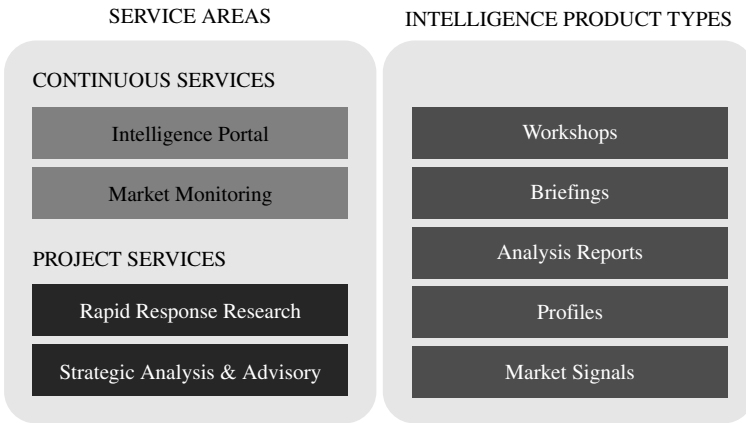 SERVICE AREAS
CONTINUOUS SERVICES
Intelligence Portal
Market Monitoring
PROJECT SERVICES
Rapid Response Research
Strategic Analysis & Advisory
INTELLIGENCE PRODUCT TYPES
Workshops
Briefings
Analysis Reports
Profiles
Market Signals